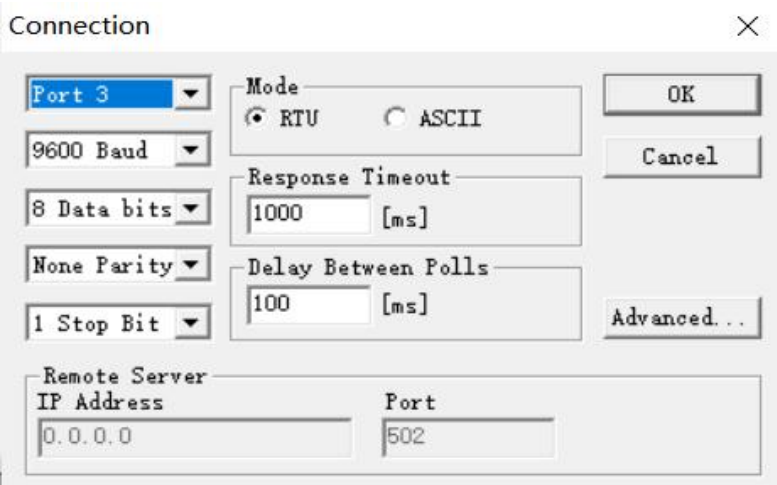 Connection
Port 3
9600 Baud
8 Data bits
None Parity
1 Stop Bit
Mode
RTU
ASCII
Response Timeout
1000 [ms]
Delay Between Polls
100 [ms]
OK
Cancel
Advanced...
Remote Server
IP Address Port
0.0.0.0 502